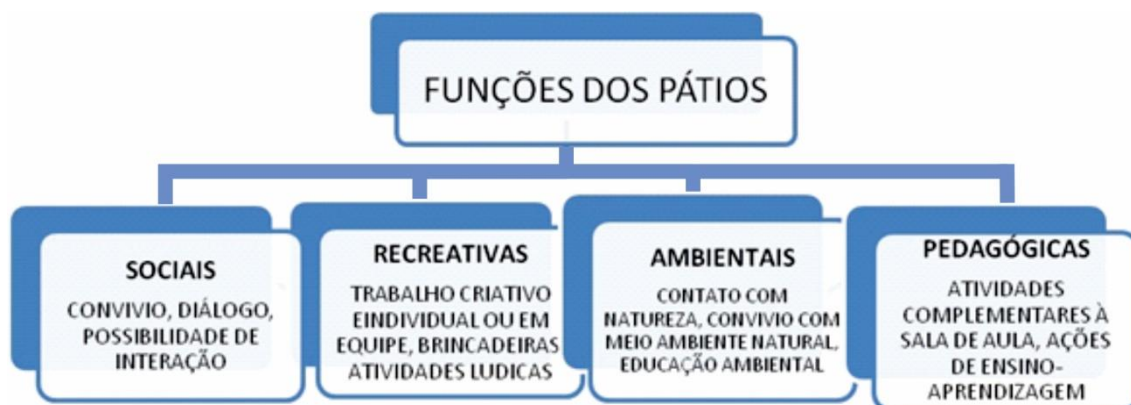 FUNÇÕES DOS PÁTIOS
SOCIAIS
CONVIVIO, DIÁLOGO,
POSSIBILIDADE DE
INTERAÇÃO
RECREATIVAS
TRABALHO CRIATIVO
EINDIVIDUAL OU EM
EQUIPE, BRINCADEIRAS
ATIVIDADES LUDICAS
AMBIENTAIS
CONTATO COM
NATUREZA, CONVIVIO COM
MEIO AMBIENTE NATURAL,
EDUCAÇÃO AMBIENTAL
PEDAGÓGICAS
ATIVIDADES
COMPLEMENTARES À
SALA DE AULA, AÇÕES
DE ENSINO-
APRENDIZAGEM